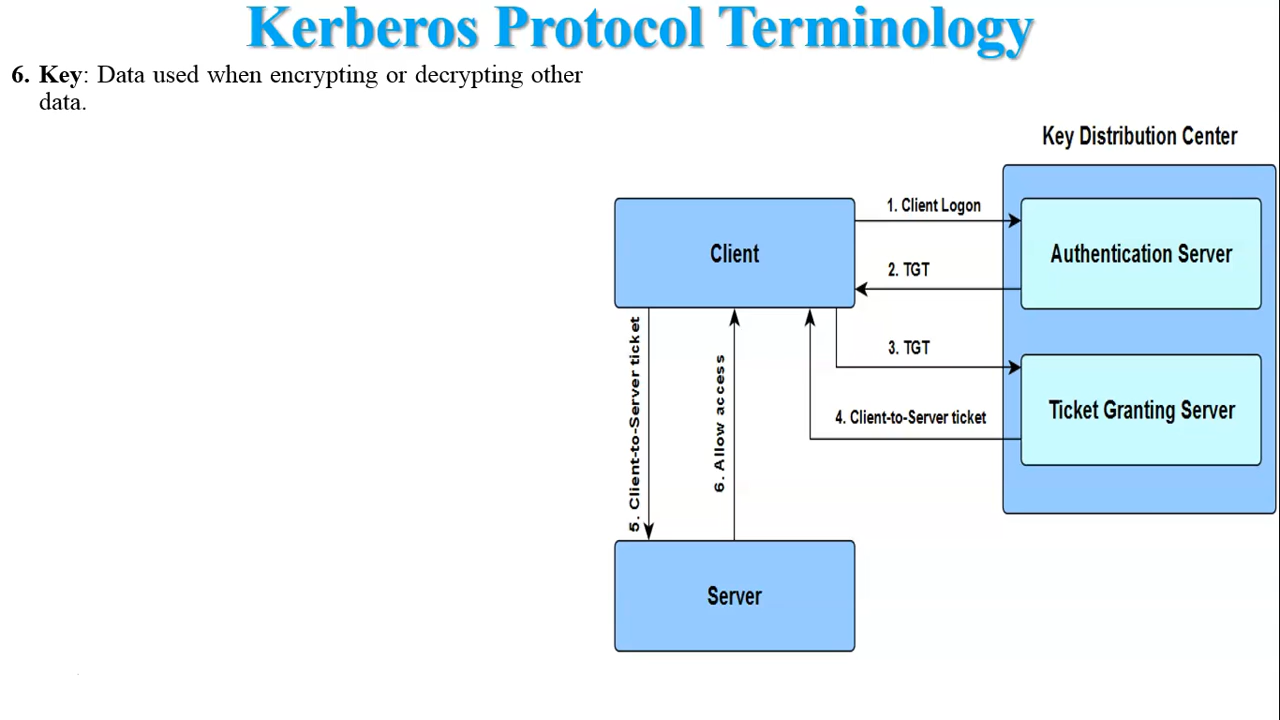 Kerberos Protocol Terminology
6. Key: Data used when encrypting or decrypting other
data.
Key Distribution Center
1. Client Logon
Client
Authentication Server
2. TGT
3. TGT
Ticket Granting Server
4. Client-to-Server ticket
5. Client-to-Server ticket
6. Allow access
Server